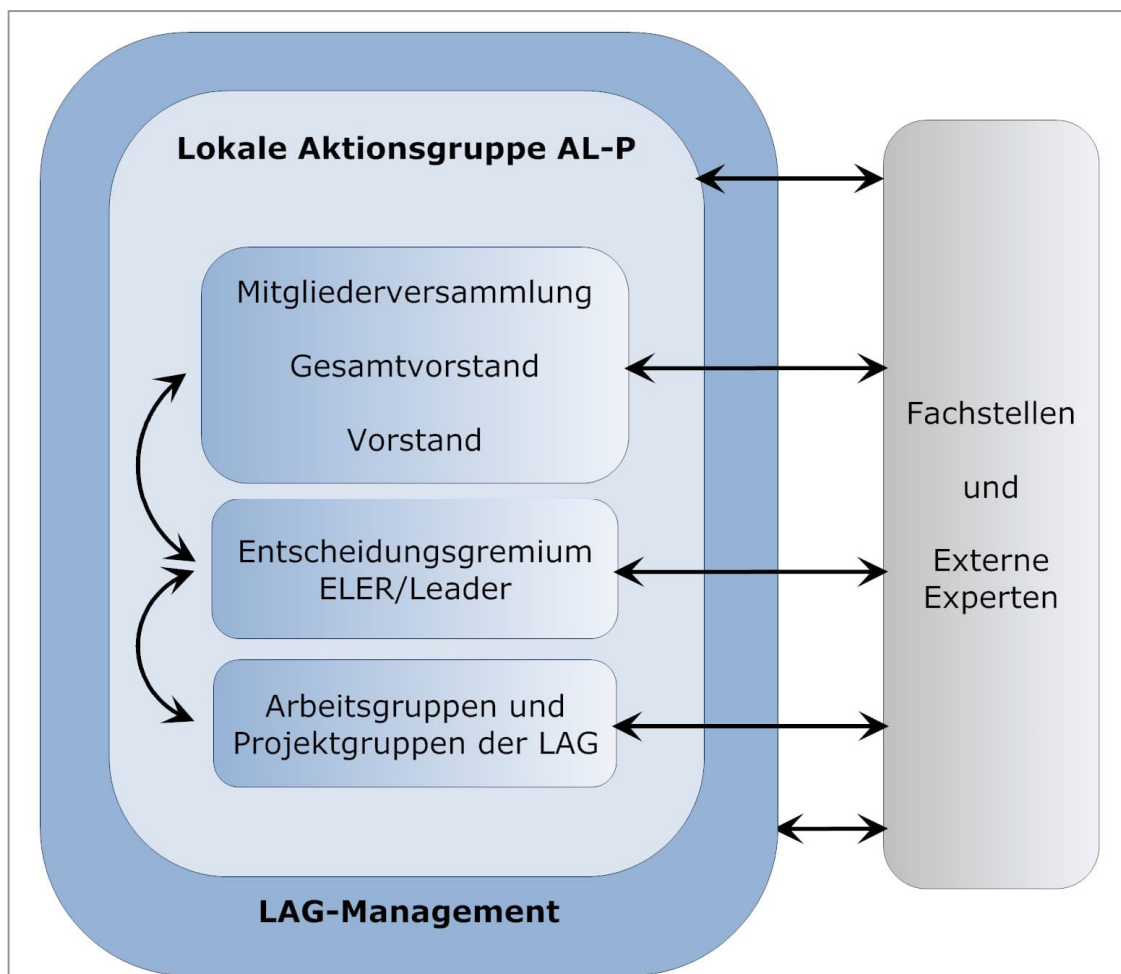 Lokale Aktionsgruppe AL-P
Mitgliederversammlung
Gesamtvorstand
Vorstand
Entscheidungsgremium
ELER/Leader
Arbeitsgruppen und
Projektgruppen der LAG
LAG-Management
Fachstellen
und
Externe
Experten